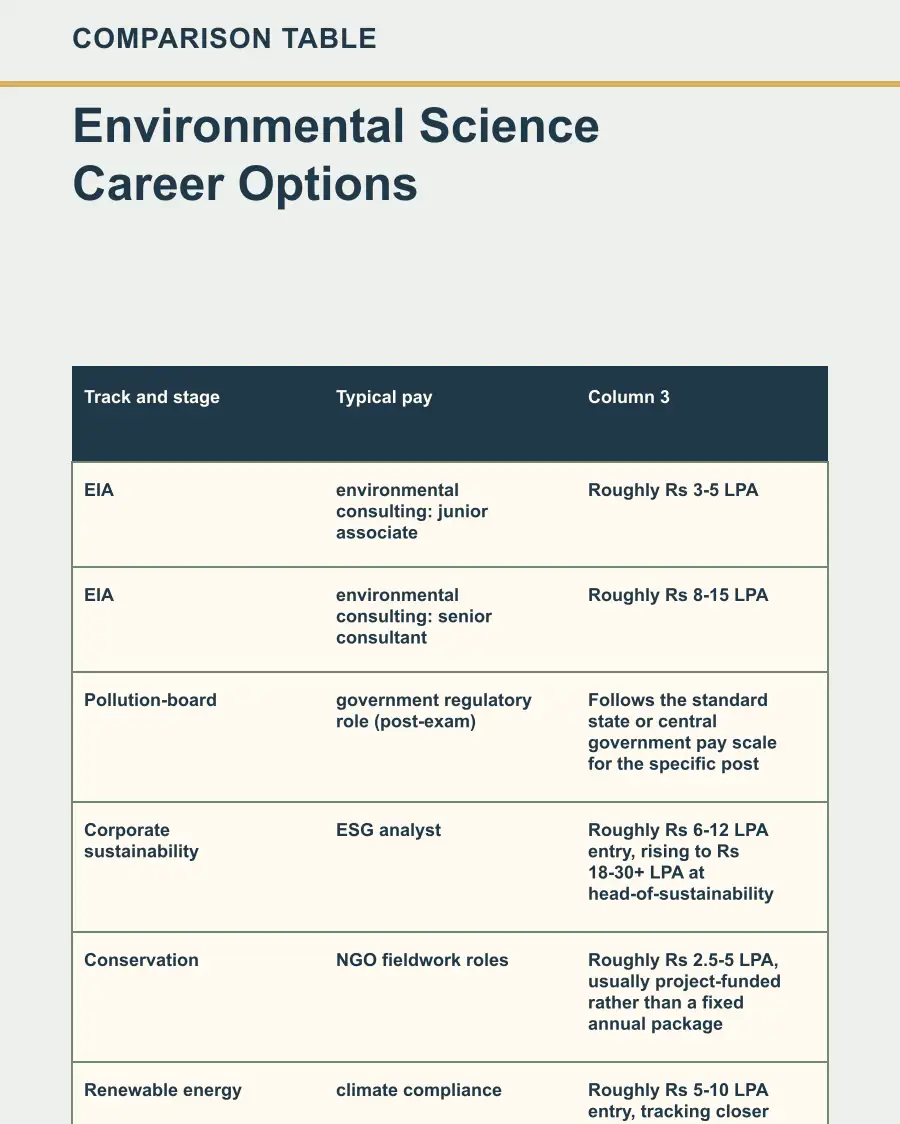 COMPARISON TABLE
Environmental Science
Career Options
Track and stage
Typical pay
Column 3
EIA
environmental
consulting: junior
associate
Roughly Rs 3-5 LPA
EIA
environmental
consulting: senior
consultant
Roughly Rs 8-15 LPA
Pollution-board
government regulatory
role (post-exam)
Follows the standard
state or central
government pay scale
for the specific post
Corporate
sustainability
ESG analyst
Roughly Rs 6-12 LPA
entry, rising to Rs
18-30+ LPA at
head-of-sustainability
Conservation
NGO fieldwork roles
Roughly Rs 2.5-5 LPA,
usually project-funded
rather than a fixed
annual package
Renewable energy
climate compliance
Roughly Rs 5-10 LPA
entry, tracking closer